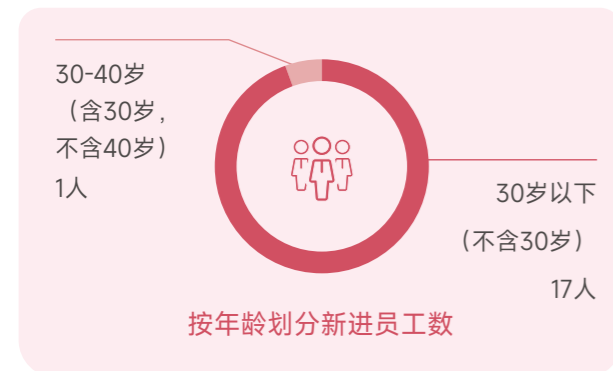 30-40岁
（含30岁，
不含40岁）
1人
30岁以下
（不含30岁）
17人
按年龄划分新进员工数